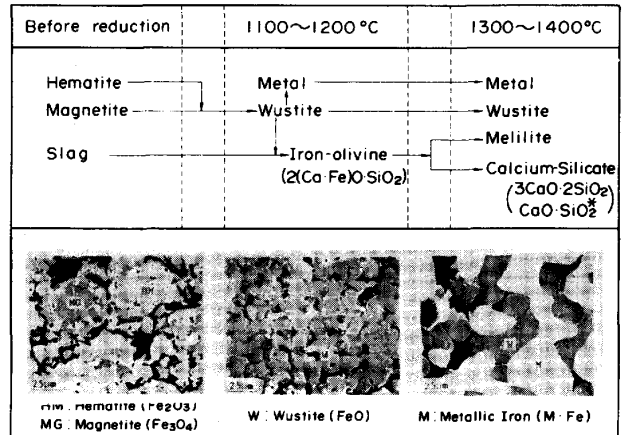 Before reduction 1100~1200°C 1300~1400°C
Hematite Metal Metal
Magnetite Wustite Wustite
Melilite
Slag Iron-olivine Calcium-Silicate
(2(Ca·Fe)O·SiO₂) (3CaO·2SiO₂
CaO·SiO₂*)
HM MG
W
M M
25μm 25μm 25μm
HM: Hematite (Fe₂O₃) W: Wustite (FeO) M: Metallic Iron (M·Fe)
MG: Magnetite (Fe₃O₄)